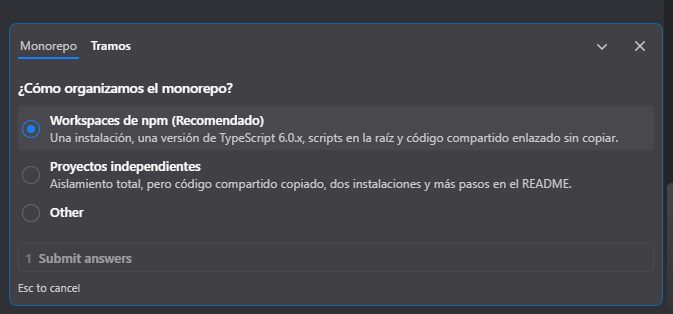 Monorepo Tramos
¿Cómo organizamos el monorepo?
Workspaces de npm (Recomendado)
Una instalación, una versión de TypeScript 6.0.x, scripts en la raíz y código compartido enlazado sin copiar.
Proyectos independientes
Aislamiento total, pero código compartido copiado, dos instalaciones y más pasos en el README.
Other
1 Submit answers
Esc to cancel